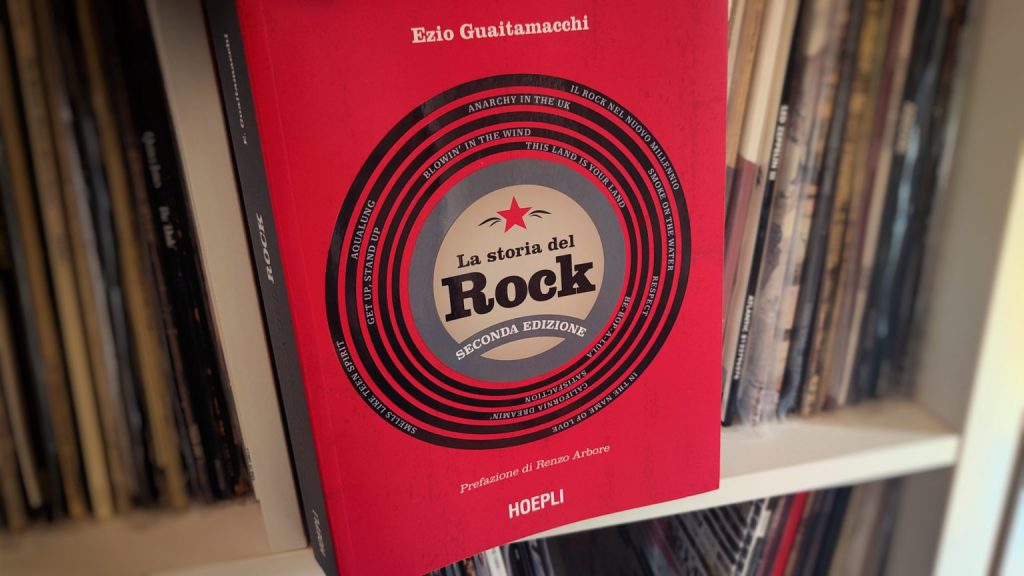 Ezio Guaitamacchi
IL ROCK NEL NUOVO MILLENNIO
ANARCHY IN THE UK
SMOKE ON THE WATER
BLOWIN' IN THE WIND
THIS LAND IS YOUR LAND
AQUALUNG
GET UP, STAND UP
RESPECT
BE-BOP-A-LULA
La storia del
Rock
SECONDA EDIZIONE
SATISFACTION
CALIFORNIA DREAMIN'
IN THE NAME OF LOVE
SMELLS LIKE TEEN SPIRIT
Prefazione di Renzo Arbore
HOEPLI
E. Guaitamacchi
ROCK